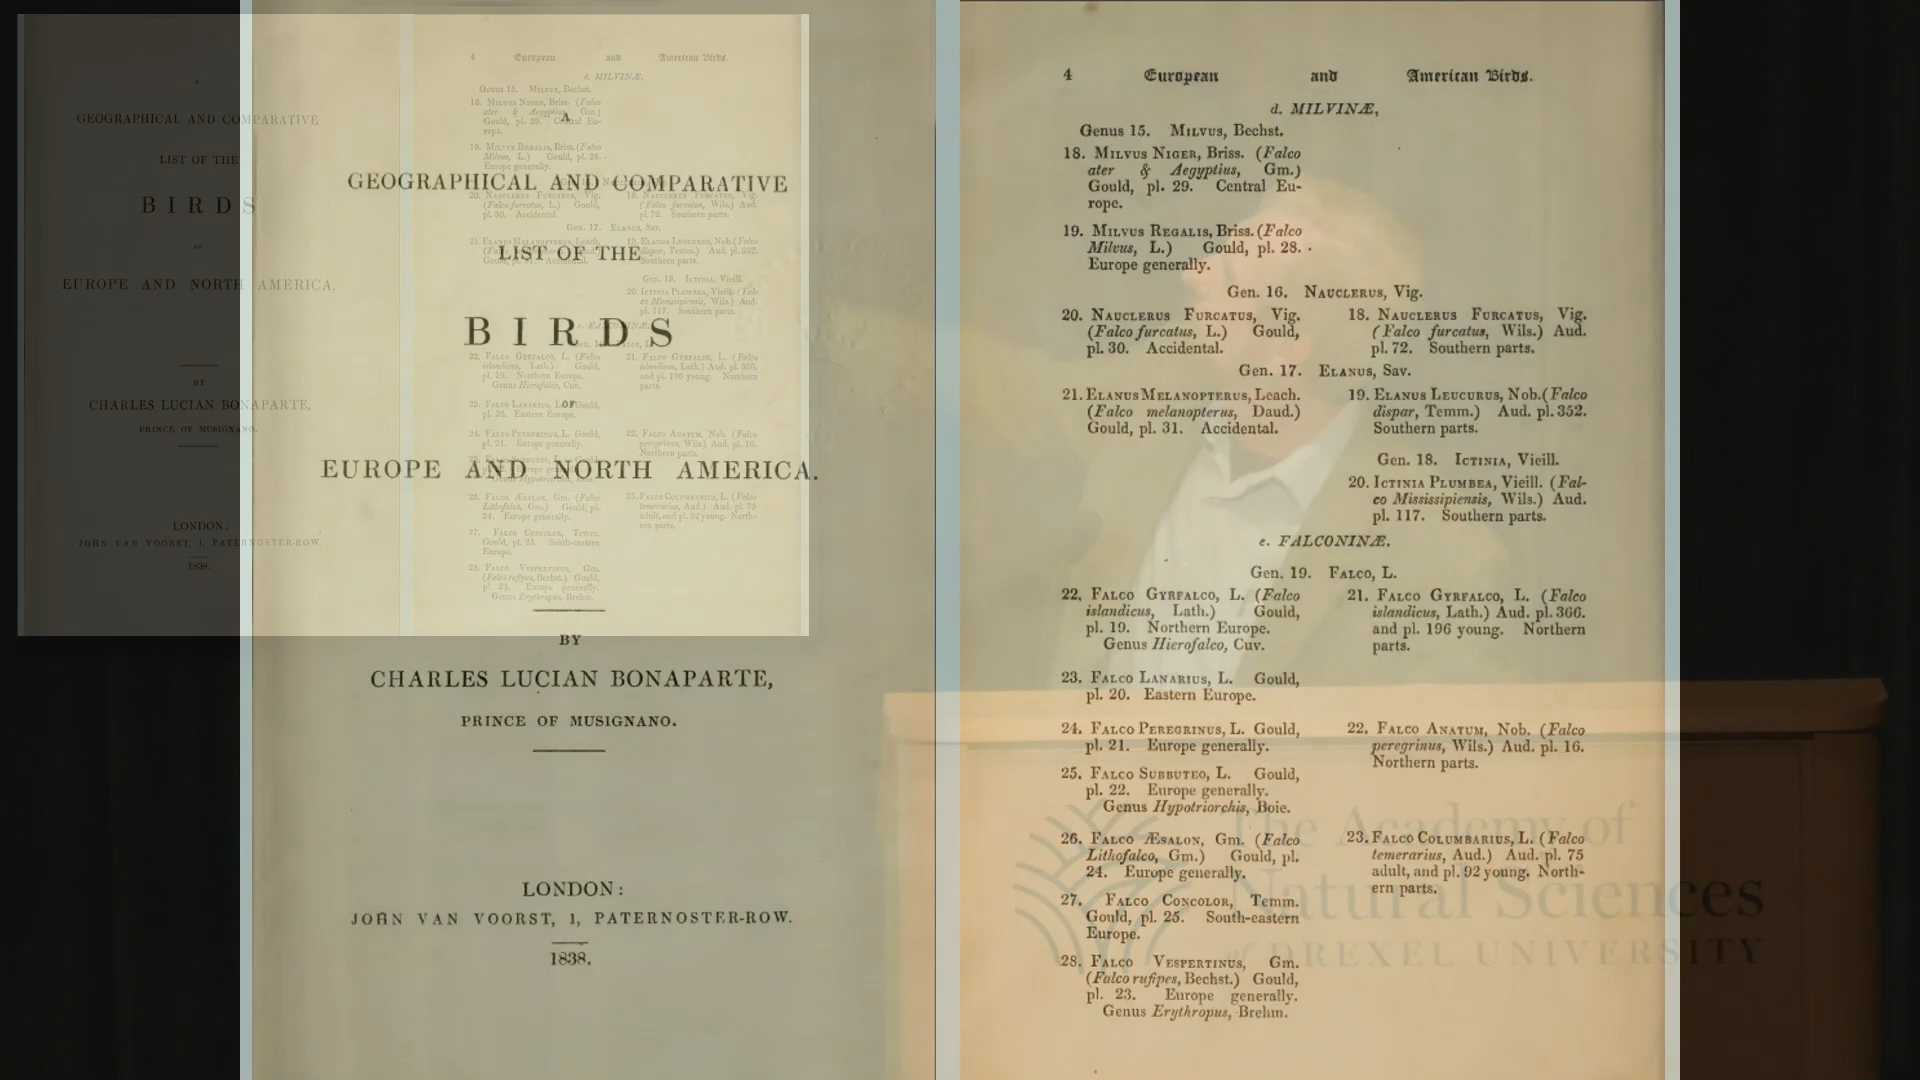 A
GEOGRAPHICAL AND COMPARATIVE
LIST OF THE
BIRDS
OF
EUROPE AND NORTH AMERICA.
BY
CHARLES LUCIAN BONAPARTE,
PRINCE OF MUSIGNANO.
LONDON:
JOHN VAN VOORST, 1, PATERNOSTER-ROW.
1838.
4 European and American Birds.
d. MILVINÆ,
Genus 15. MILVUS, Bechst.
18. MILVUS NIGER, Briss. (Falco
ater & Aegyptius, Gm.)
Gould, pl. 29. Central Eu-
rope.
19. MILVUS REGALIS, Briss. (Falco
Milvus, L.) Gould, pl. 28.
Europe generally.
Gen. 16. NAUCLERUS, Vig.
20. NAUCLERUS FURCATUS, Vig.
(Falco furcatus, L.) Gould,
pl. 30. Accidental.
18. NAUCLERUS FURCATUS, Vig.
(Falco furcatus, Wils.) Aud.
pl. 72. Southern parts.
Gen. 17. ELANUS, Sav.
21. ELANUS MELANOPTERUS, Leach.
(Falco melanopterus, Daud.)
Gould, pl. 31. Accidental.
19. ELANUS LEUCURUS, Nob. (Falco
dispar, Temm.) Aud. pl. 352.
Southern parts.
Gen. 18. ICTINIA, Vieill.
20. ICTINIA PLUMBEA, Vieill. (Fal-
co Mississipiensis, Wils.) Aud.
pl. 117. Southern parts.
e. FALCONINÆ.
Gen. 19. FALCO, L.
22. FALCO GYRFALCO, L. (Falco
islandicus, Lath.) Gould,
pl. 19. Northern Europe.
Genus Hierofalco, Cuv.
21. FALCO GYRFALCO, L. (Falco
islandicus, Lath.) Aud. pl. 366.
and pl. 196 young. Northern
parts.
23. FALCO LANARIUS, L. Gould,
pl. 20. Eastern Europe.
24. FALCO PEREGRINUS, L. Gould,
pl. 21. Europe generally.
22. FALCO ANATUM, Nob. (Falco
peregrinus, Wils.) Aud. pl. 16.
Northern parts.
25. FALCO SUBBUTEO, L. Gould,
pl. 22. Europe generally.
Genus Hypotriorchis, Boie.
26. FALCO ÆSALON, Gm. (Falco
Lithofalco, Gm.) Gould, pl.
24. Europe generally.
23. FALCO COLUMBARIUS, L. (Falco
temerarius, Aud.) Aud. pl. 75
adult, and pl. 92 young. North-
ern parts.
27. FALCO CONCOLOR, Temm.
Gould, pl. 25. South-eastern
Europe.
28. FALCO VESPERTINUS, Gm.
(Falco rufipes, Bechst.) Gould,
pl. 23. Europe generally.
Genus Erythropus, Brehm.
The Academy of
Natural Sciences
of DREXEL UNIVERSITY